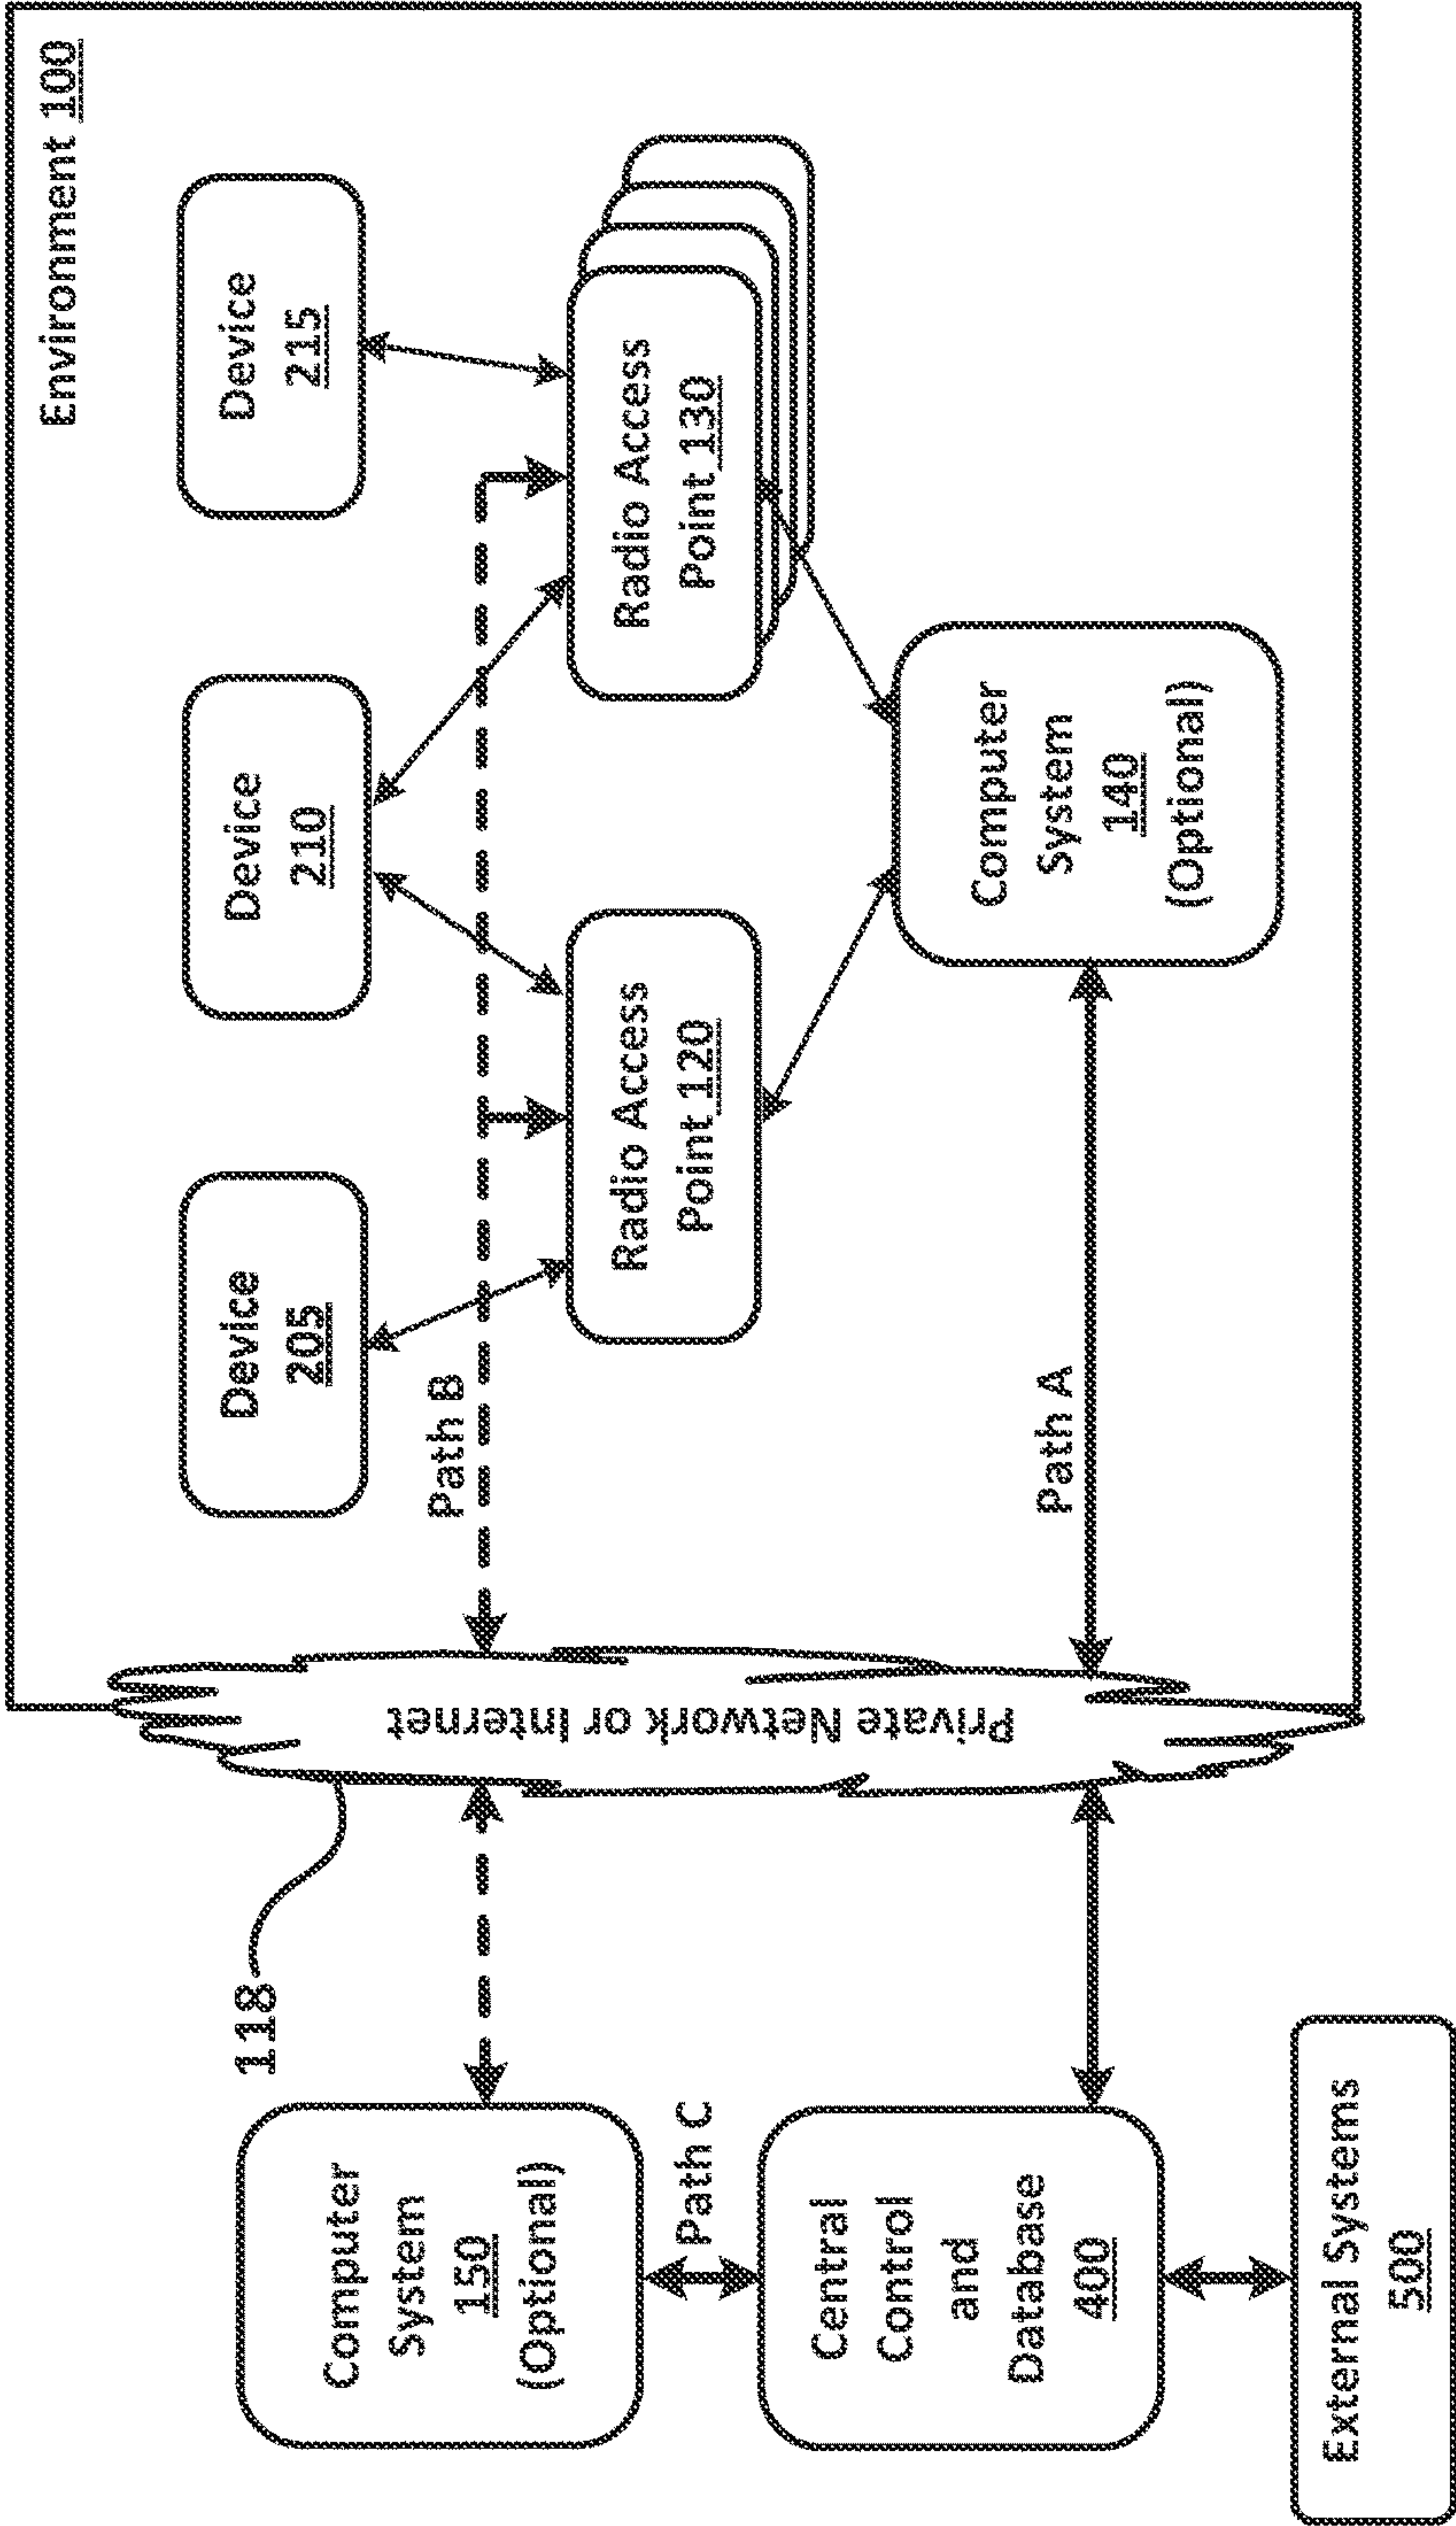 Environment 100
Device
205
Device
210
Device
215
Path B
Radio Access
Point 120
Radio Access
Point 130
Path A
Computer
System
140
(Optional)
Private Network or Internet
118
Computer
System
150
(Optional)
Path C
Central
Control
and
Database
400
External Systems
500